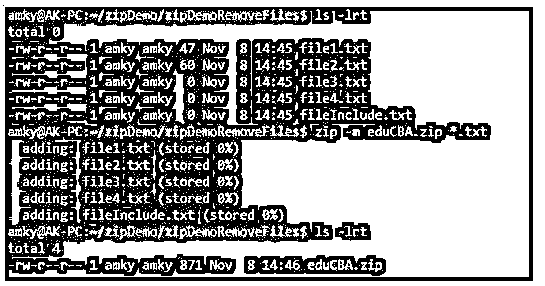 amky@AK-PC:~/zipDemo/zipDemoRemoveFiles$ ls -lrt
total 0
-rw-r--r-- 1 amky amky 47 Nov  8 14:45 file1.txt
-rw-r--r-- 1 amky amky 60 Nov  8 14:45 file2.txt
-rw-r--r-- 1 amky amky  0 Nov  8 14:45 file3.txt
-rw-r--r-- 1 amky amky  0 Nov  8 14:45 file4.txt
-rw-r--r-- 1 amky amky  0 Nov  8 14:45 fileInclude.txt
amky@AK-PC:~/zipDemo/zipDemoRemoveFiles$ zip -m eduCBA.zip *.txt
  adding: file1.txt (stored 0%)
  adding: file2.txt (stored 0%)
  adding: file3.txt (stored 0%)
  adding: file4.txt (stored 0%)
  adding: fileInclude.txt (stored 0%)
amky@AK-PC:~/zipDemo/zipDemoRemoveFiles$ ls -lrt
total 4
-rw-r--r-- 1 amky amky 871 Nov  8 14:46 eduCBA.zip